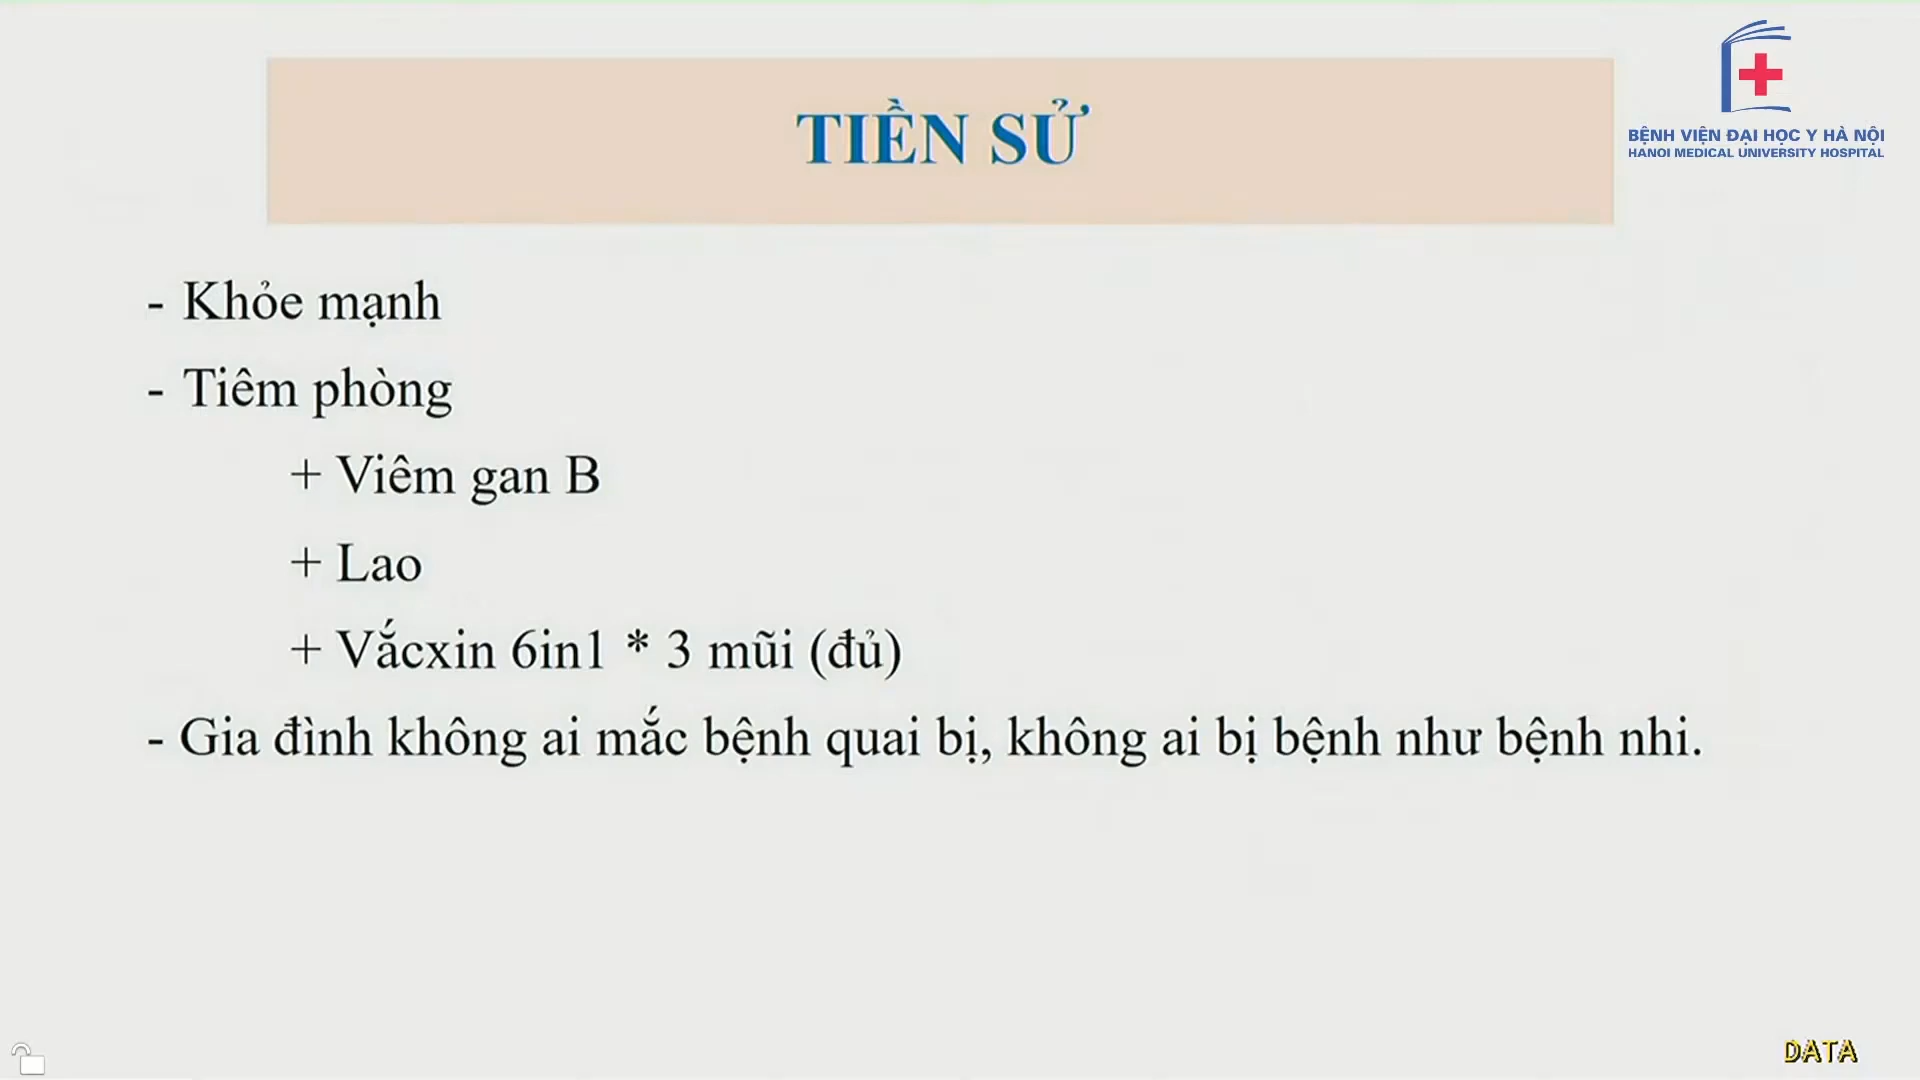 BỆNH VIỆN ĐẠI HỌC Y HÀ NỘI
HANOI MEDICAL UNIVERSITY HOSPITAL
TIỀN SỬ
- Khỏe mạnh
- Tiêm phòng
+ Viêm gan B
+ Lao
+ Vắcxin 6in1 * 3 mũi (đủ)
- Gia đình không ai mắc bệnh quai bị, không ai bị bệnh như bệnh nhi.
DATA